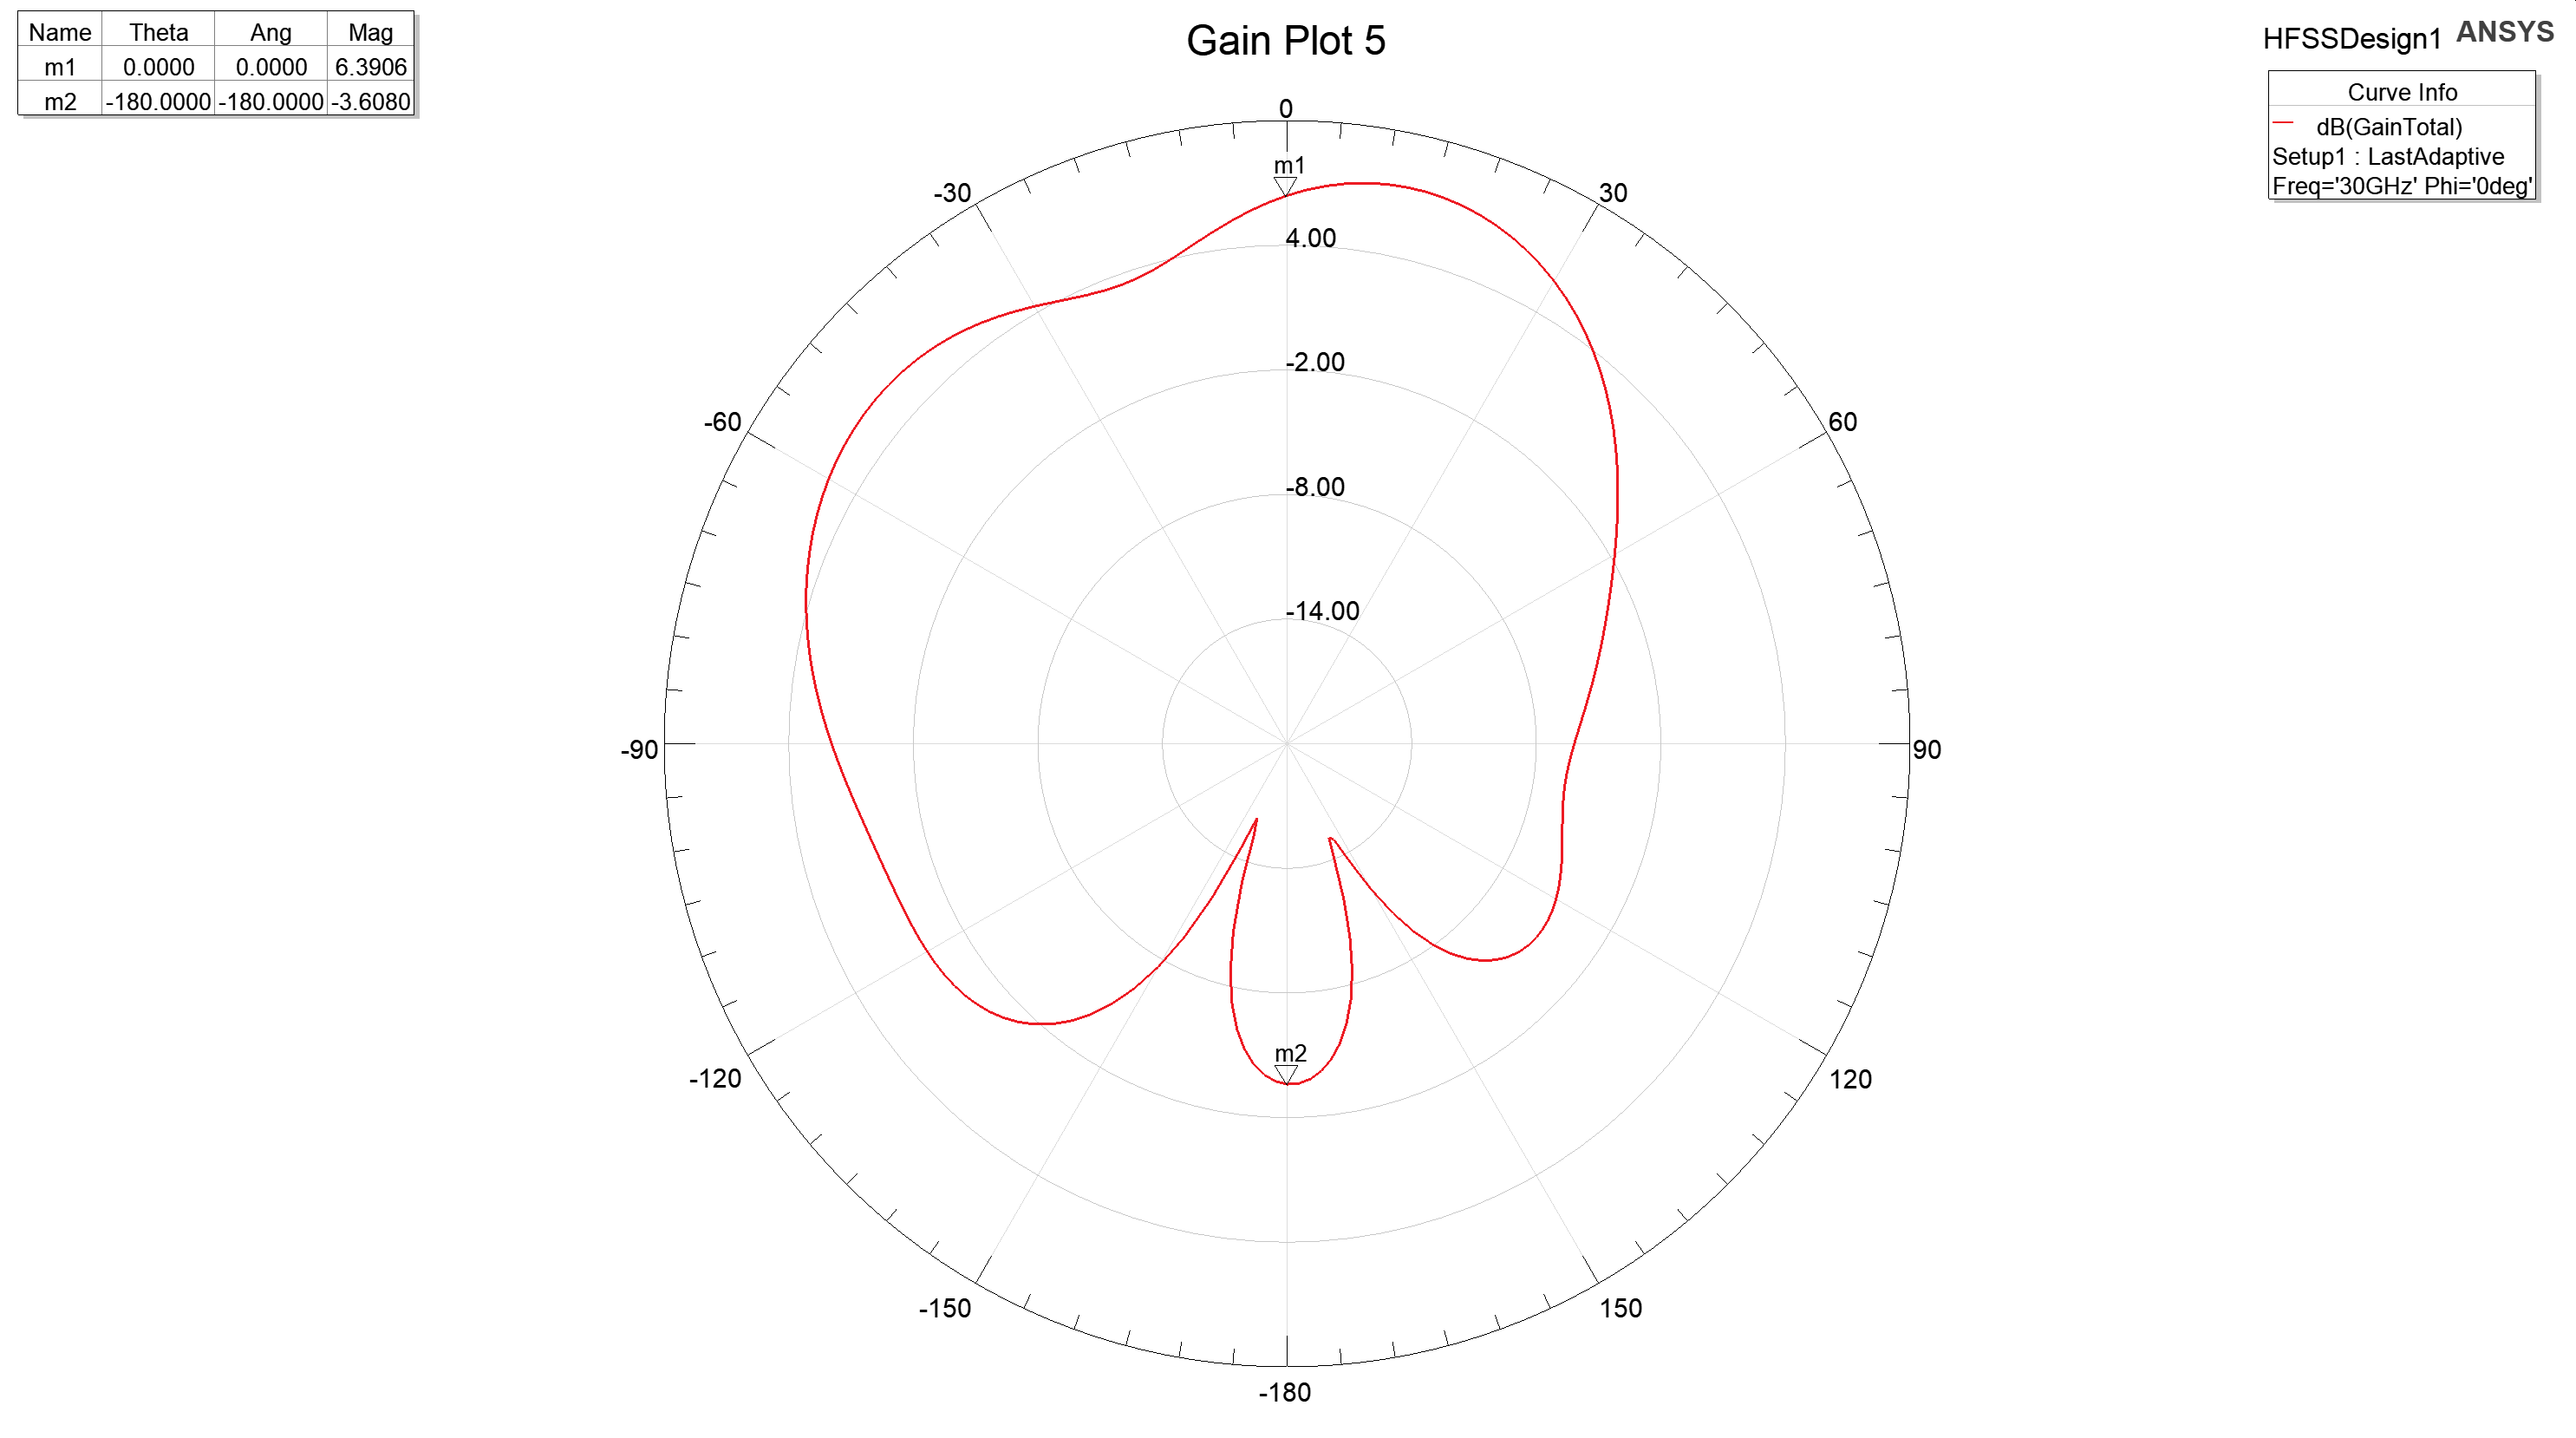 Name Theta Ang Mag
m1 0.0000 0.0000 6.3906
m2 -180.0000 -180.0000 -3.6080
Gain Plot 5
HFSSDesign1 ANSYS
Curve Info
dB(GainTotal)
Setup1 : LastAdaptive
Freq='30GHz' Phi='0deg'
0
m1
-30 30
4.00
-60 60
-2.00
-8.00
-14.00
-90 90
m2
-120 120
-150 150
-180